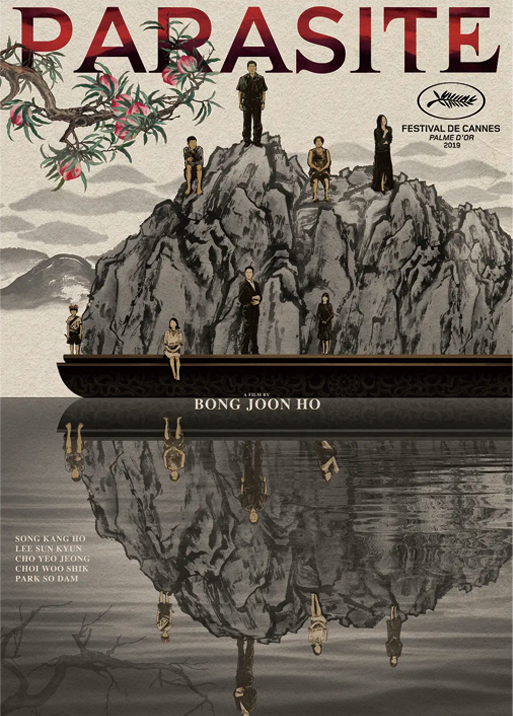 PARASITE
FESTIVAL DE CANNES
PALME D'OR
2019
A FILM BY
BONG JOON HO
SONG KANG HO
LEE SUN KYUN
CHO YEO JEONG
CHOI WOO SHIK
PARK SO DAM